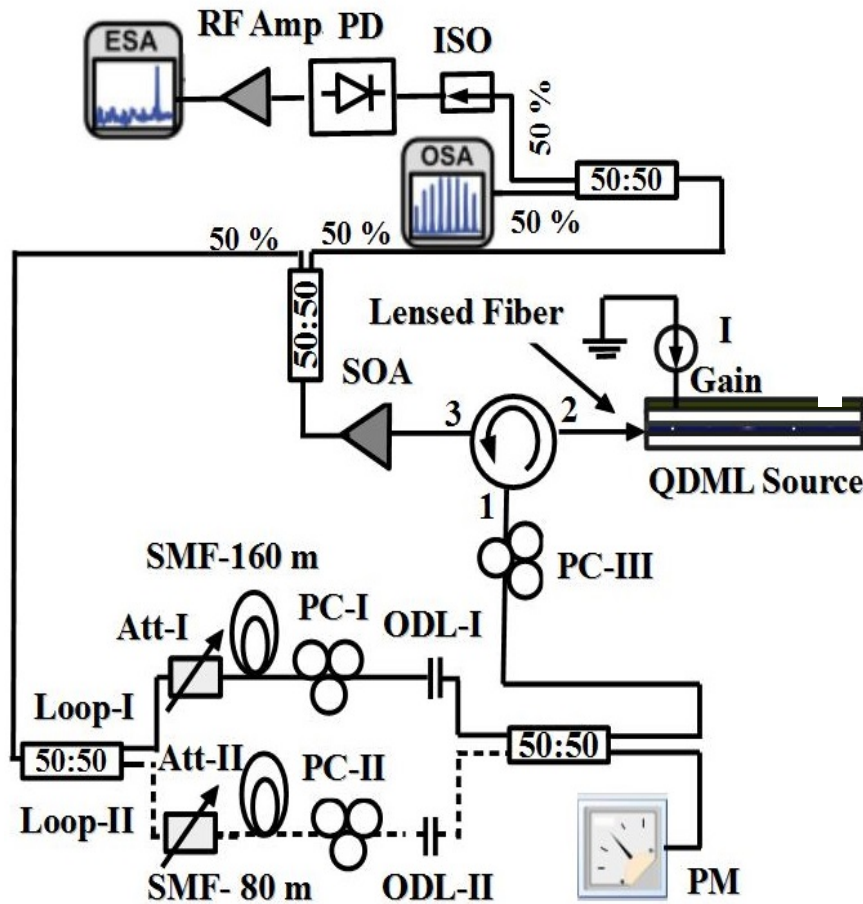 RF Amp PD ISO
ESA
50 %
OSA
50:50
50 %
50 % 50 %
50:50
Lensed Fiber
I
Gain
SOA
3
2
QDML Source
1
PC-III
SMF-160 m
PC-I
ODL-I
Att-I
Loop-I
50:50
50:50
Att-II
PC-II
Loop-II
SMF- 80 m
ODL-II
PM